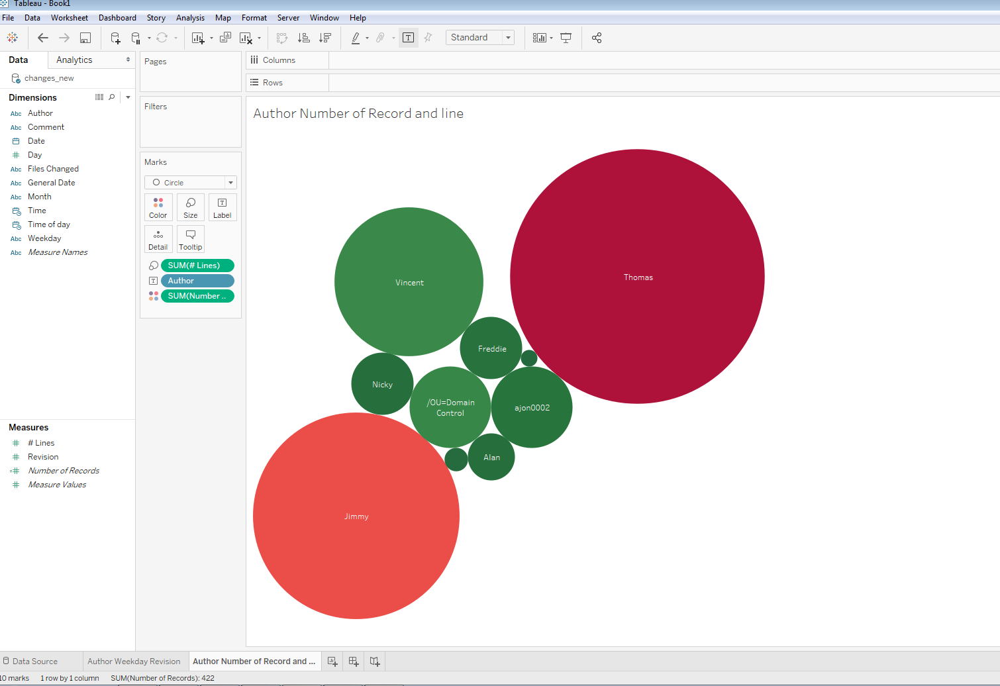 Tableau - Book1
File Data Worksheet Dashboard Story Analysis Map Format Server Window Help
Standard
Data Analytics
changes_new
Dimensions
Abc Author
Abc Comment
Date
Day
Abc Files Changed
Abc General Date
Abc Month
Time
Time of day
Abc Weekday
Abc Measure Names
Measures
# Lines
Revision
Number of Records
Measure Values
Pages
Filters
Marks
Circle
Color Size Label
Detail Tooltip
SUM(# Lines)
Author
SUM(Number ..
Columns
Rows
Author Number of Record and line
Thomas
Vincent
Freddie
Nicky
/OU=Domain
Control
ajon0002
Alan
Jimmy
Data Source Author Weekday Revision Author Number of Record and ...
10 marks 1 row by 1 column SUM(Number of Records): 422